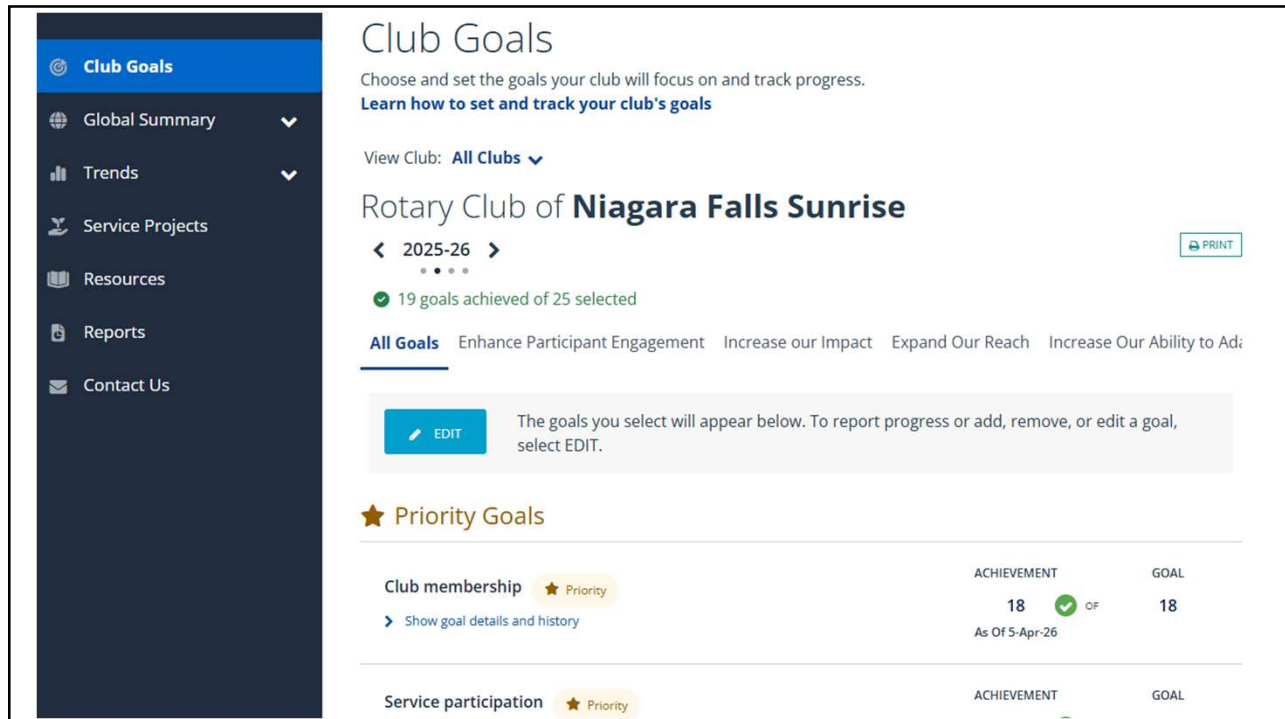 Club Goals
Global Summary
Trends
Service Projects
Resources
Reports
Contact Us
Club Goals
Choose and set the goals your club will focus on and track progress.
Learn how to set and track your club's goals
View Club: All Clubs
Rotary Club of Niagara Falls Sunrise
2025-26
PRINT
19 goals achieved of 25 selected
All Goals Enhance Participant Engagement Increase our Impact Expand Our Reach Increase Our Ability to Ada
EDIT
The goals you select will appear below. To report progress or add, remove, or edit a goal,
select EDIT.
Priority Goals
Club membership Priority
Show goal details and history
ACHIEVEMENT GOAL
18 OF 18
As Of 5-Apr-26
Service participation Priority
ACHIEVEMENT GOAL